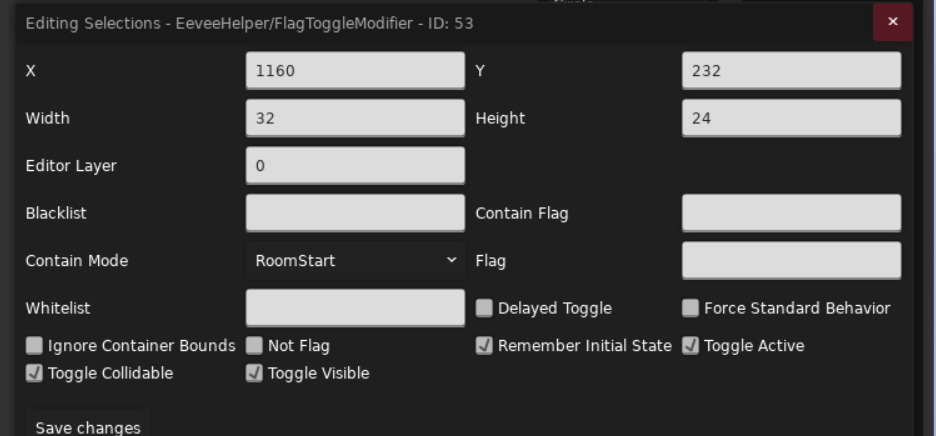 Editing Selections - EeveeHelper/FlagToggleModifier - ID: 53
X 1160 Y 232
Width 32 Height 24
Editor Layer 0
Blacklist Contain Flag
Contain Mode RoomStart Flag
Whitelist Delayed Toggle Force Standard Behavior
Ignore Container Bounds Not Flag Remember Initial State Toggle Active
Toggle Collidable Toggle Visible
Save changes